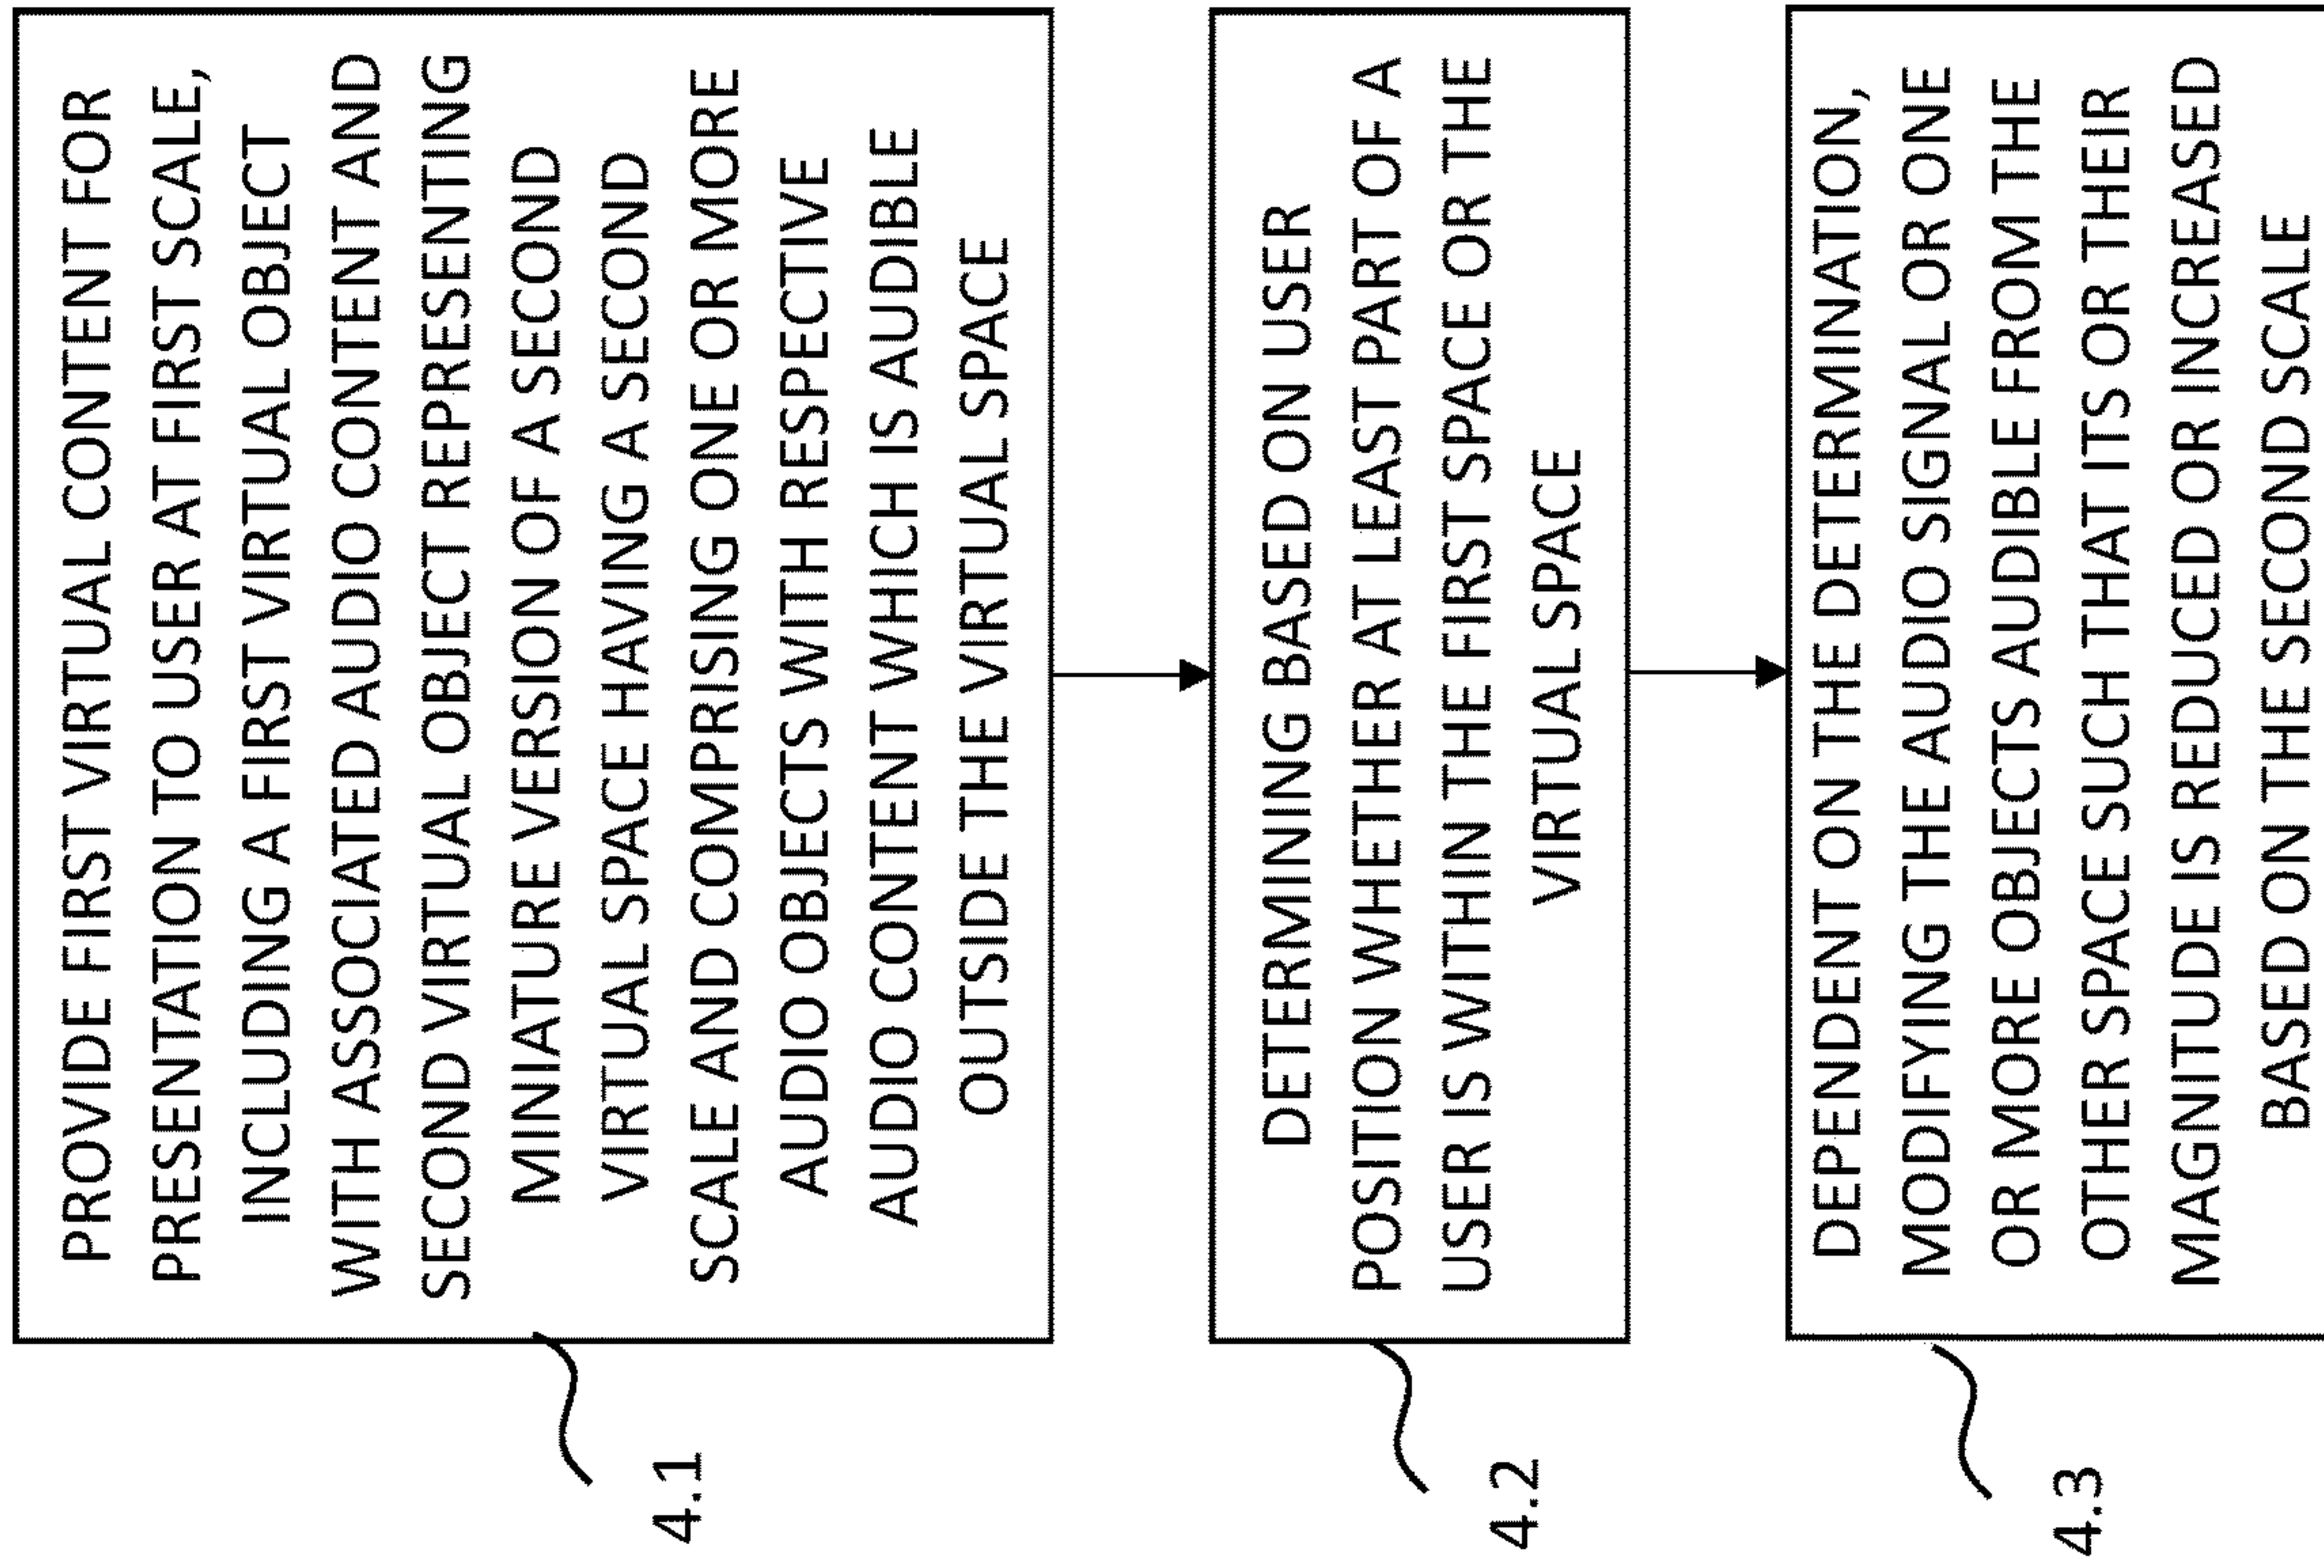 PROVIDE FIRST VIRTUAL CONTENT FOR
PRESENTATION TO USER AT FIRST SCALE,
INCLUDING A FIRST VIRTUAL OBJECT
WITH ASSOCIATED AUDIO CONTENT AND
SECOND VIRTUAL OBJECT REPRESENTING
MINIATURE VERSION OF A SECOND
VIRTUAL SPACE HAVING A SECOND
SCALE AND COMPRISING ONE OR MORE
AUDIO OBJECTS WITH RESPECTIVE
AUDIO CONTENT WHICH IS AUDIBLE
OUTSIDE THE VIRTUAL SPACE
4.1
DETERMINING BASED ON USER
POSITION WHETHER AT LEAST PART OF A
USER IS WITHIN THE FIRST SPACE OR THE
VIRTUAL SPACE
4.2
DEPENDENT ON THE DETERMINATION,
MODIFYING THE AUDIO SIGNAL OR ONE
OR MORE OBJECTS AUDIBLE FROM THE
OTHER SPACE SUCH THAT ITS OR THEIR
MAGNITUDE IS REDUCED OR INCREASED
BASED ON THE SECOND SCALE
4.3